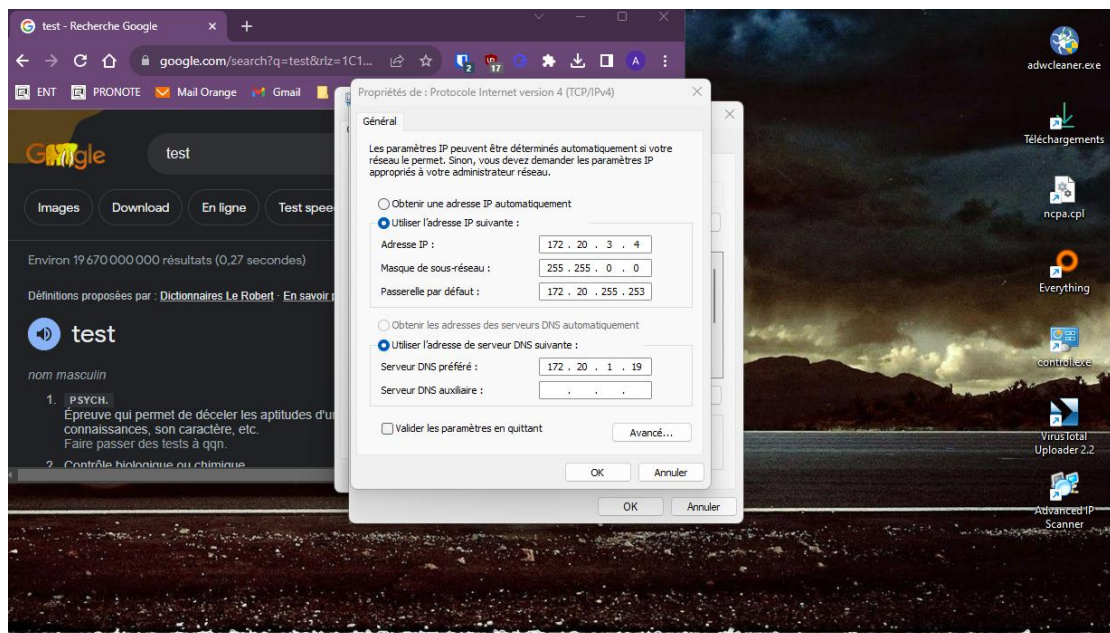 test - Recherche Google
google.com/search?q=test&rlz=1C1...
2
17
A
ENT
PRONOTE
Mail Orange
Gmail
test
Images
Download
En ligne
Test spee
Environ 19 670 000 000 résultats (0,27 secondes)
Définitions proposées par : Dictionnaires Le Robert · En savoir
test
nom masculin
1. PSYCH.
Épreuve qui permet de déceler les aptitudes d'u
connaissances, son caractère, etc.
Faire passer des tests à qqn.
2. Contrôle biologique ou chimique
Propriétés de : Protocole Internet version 4 (TCP/IPv4)
Général
Les paramètres IP peuvent être déterminés automatiquement si votre
réseau le permet. Sinon, vous devez demander les paramètres IP
appropriés à votre administrateur réseau.
Obtenir une adresse IP automatiquement
Utiliser l'adresse IP suivante :
Adresse IP : 172 . 20 . 3 . 4
Masque de sous-réseau : 255 . 255 . 0 . 0
Passerelle par défaut : 172 . 20 . 255 . 253
Obtenir les adresses des serveurs DNS automatiquement
Utiliser l'adresse de serveur DNS suivante :
Serveur DNS préféré : 172 . 20 . 1 . 19
Serveur DNS auxiliaire : . . .
Valider les paramètres en quittant
Avancé...
OK
Annuler
OK
Annuler
adwcleaner.exe
Téléchargements
ncpa.cpl
Everything
control.exe
VirusTotal
Uploader 2.2
Advanced IP
Scanner